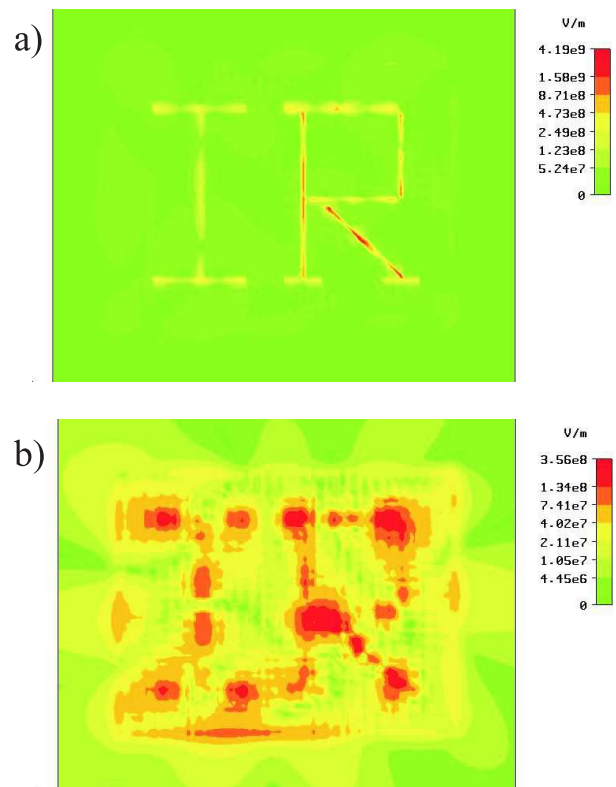 a)
V/m
4.19e9
1.58e9
8.71e8
4.73e8
2.49e8
1.23e8
5.24e7
0
IR
b)
V/m
3.56e8
1.34e8
7.41e7
4.02e7
2.11e7
1.05e7
4.45e6
0